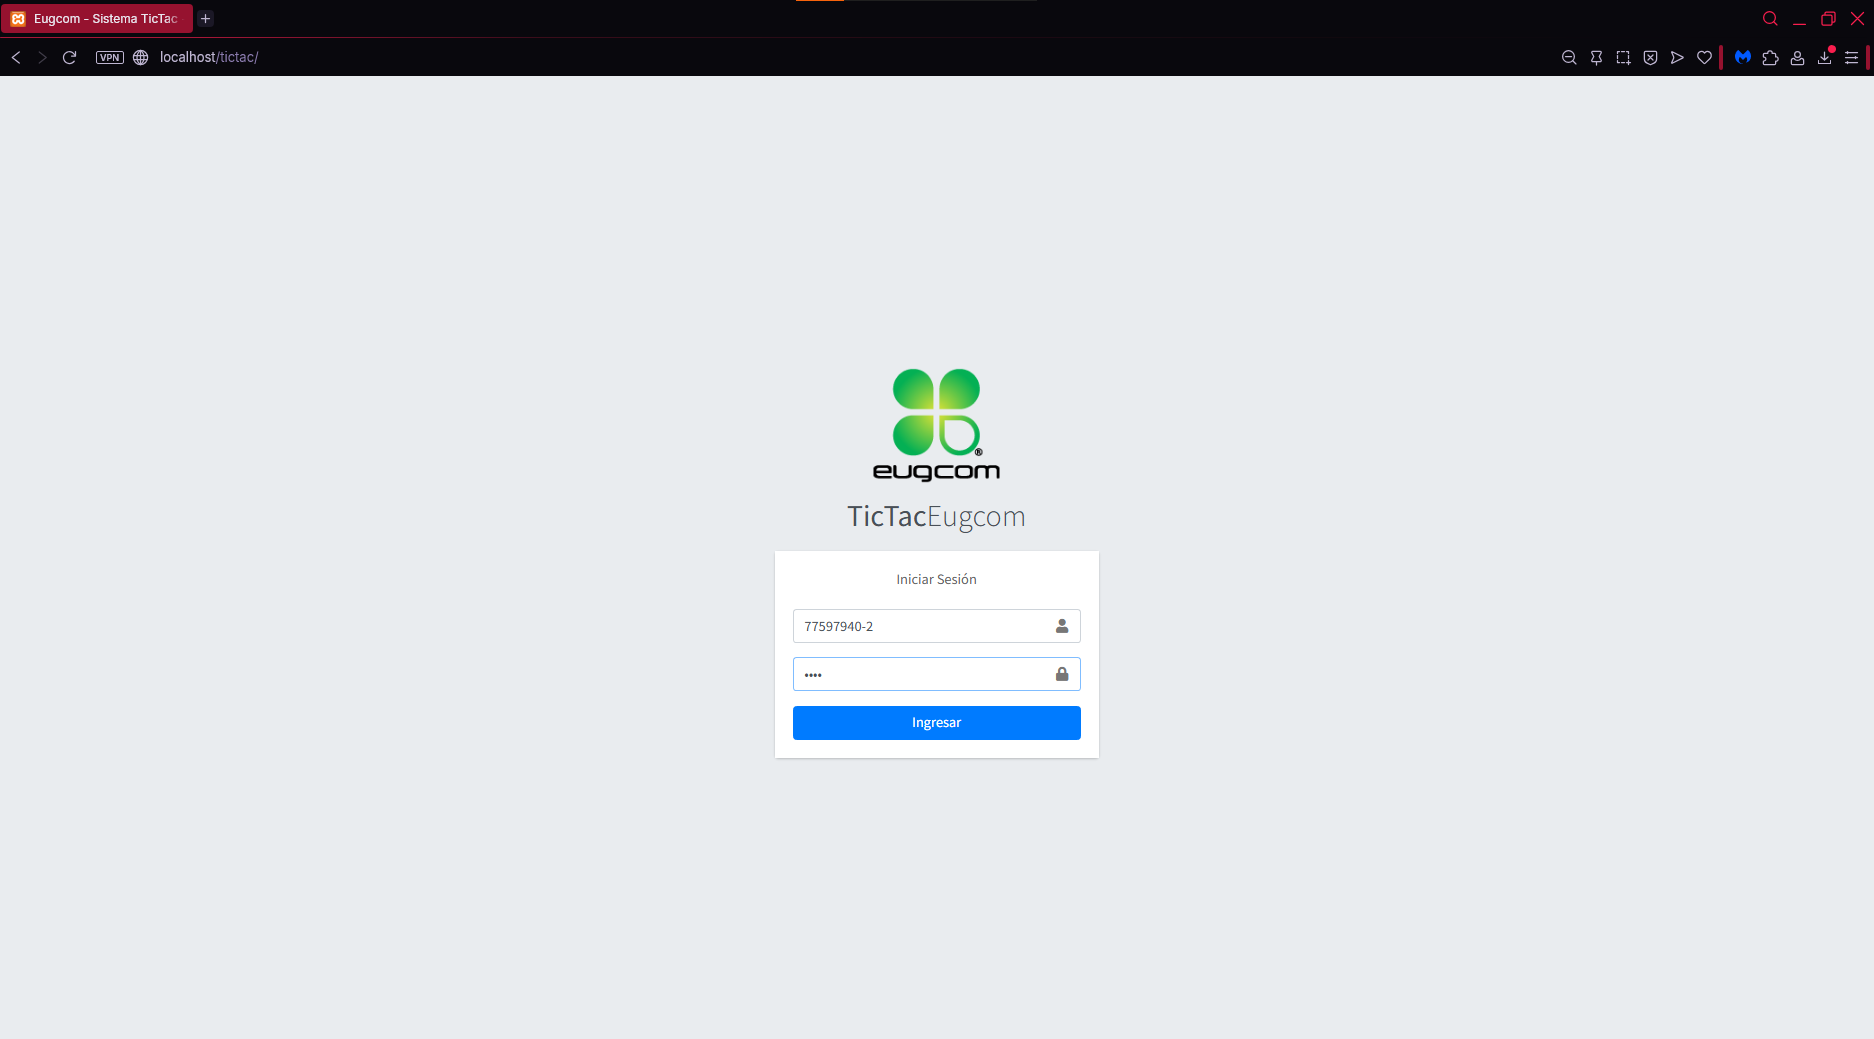 Eugcom - Sistema TicTac
VPN
localhost/tictac/
®
eugcom
TicTacEugcom
Iniciar Sesión
77597940-2
••••
Ingresar